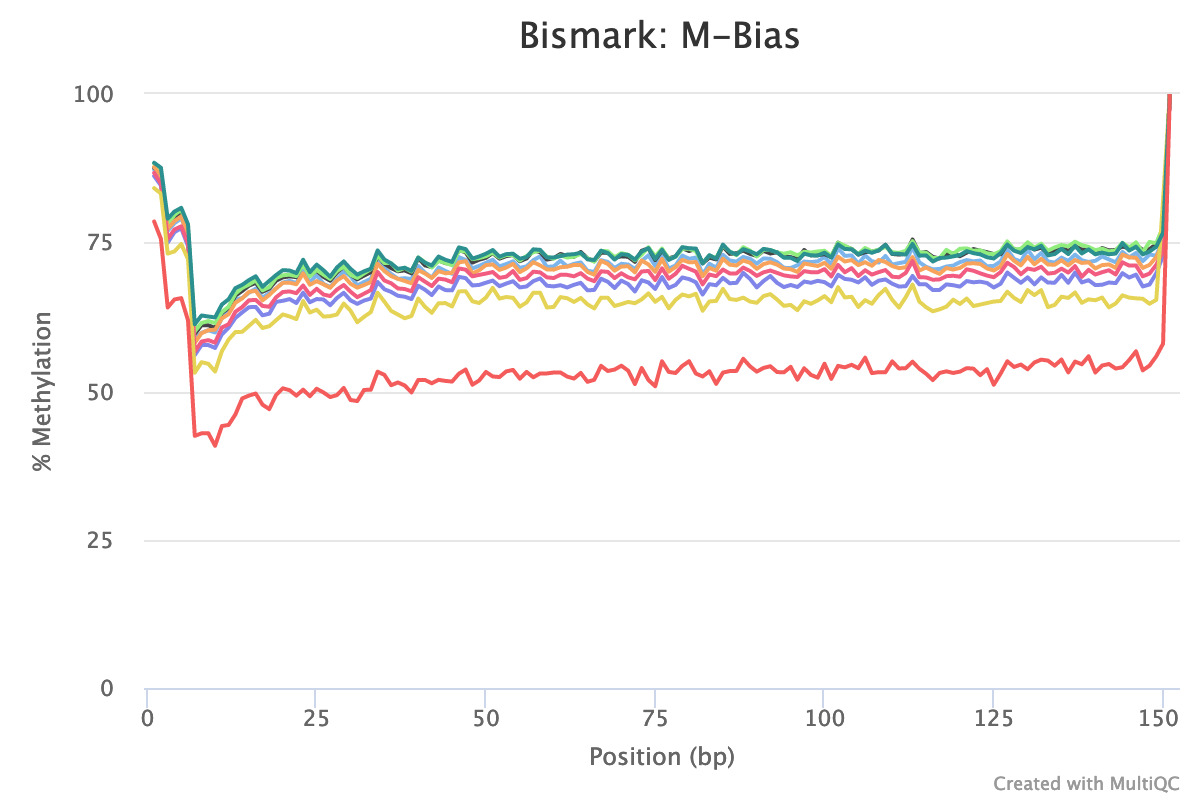 Bismark: M-Bias
100
75
50
25
0
% Methylation
0 25 50 75 100 125 150
Position (bp)
Created with MultiQC